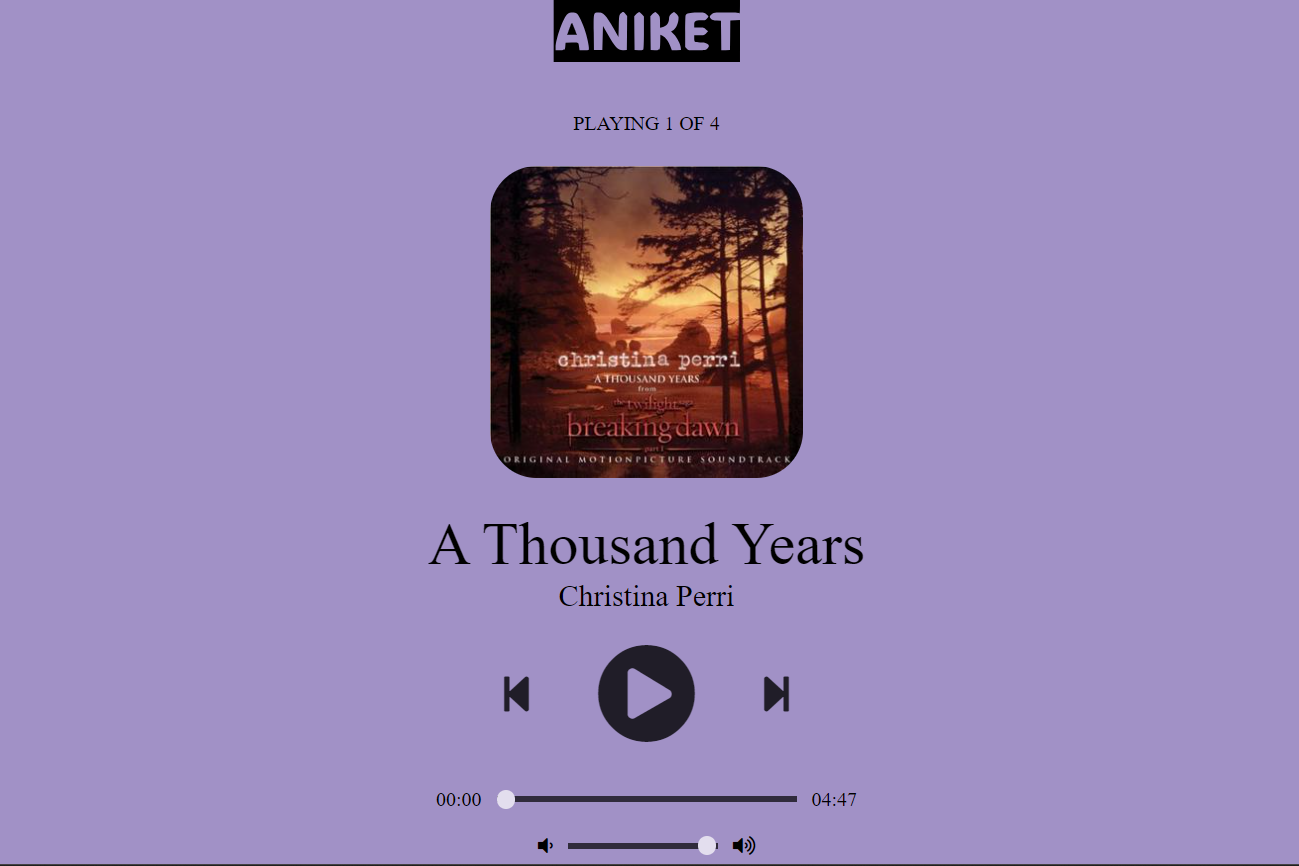 ANIKET
PLAYING 1 OF 4
christina perri
A THOUSAND YEARS
from
the twilight saga
breaking dawn
part 1
ORIGINAL MOTION PICTURE SOUNDTRACK
A Thousand Years
Christina Perri
00:00 04:47